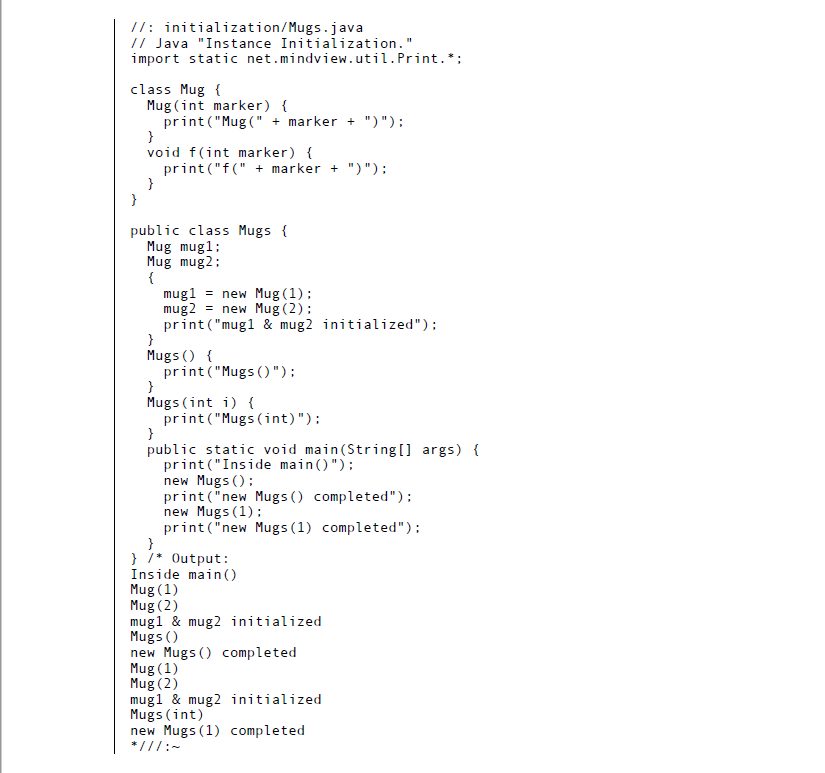 //: initialization/Mugs.java
// Java "Instance Initialization."
import static net.mindview.util.Print.*;

class Mug {
  Mug(int marker) {
    print("Mug(" + marker + ")");
  }
  void f(int marker) {
    print("f(" + marker + ")");
  }
}

public class Mugs {
  Mug mug1;
  Mug mug2;
  {
    mug1 = new Mug(1);
    mug2 = new Mug(2);
    print("mug1 & mug2 initialized");
  }
  Mugs() {
    print("Mugs()");
  }
  Mugs(int i) {
    print("Mugs(int)");
  }
  public static void main(String[] args) {
    print("Inside main()");
    new Mugs();
    print("new Mugs() completed");
    new Mugs(1);
    print("new Mugs(1) completed");
  }
} /* Output:
Inside main()
Mug(1)
Mug(2)
mug1 & mug2 initialized
Mugs()
new Mugs() completed
Mug(1)
Mug(2)
mug1 & mug2 initialized
Mugs(int)
new Mugs(1) completed
*///:~